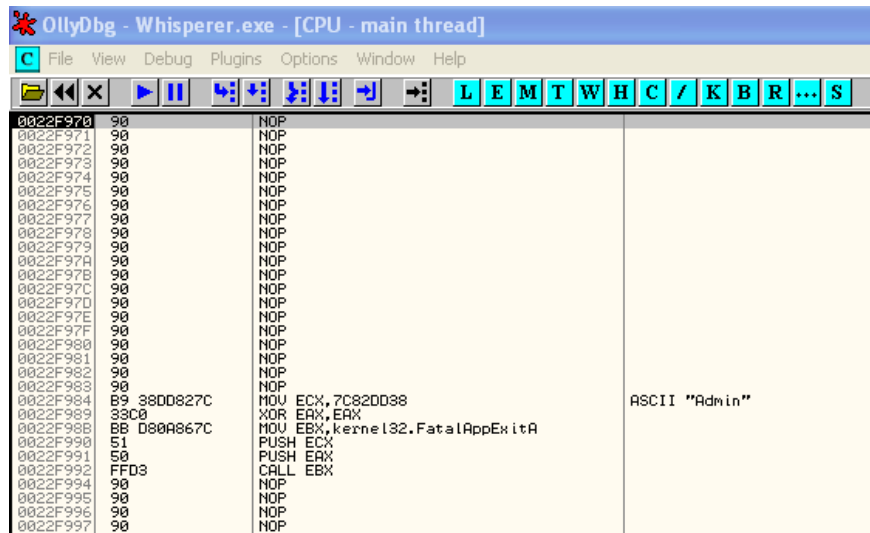 OllyDbg - Whisperer.exe - [CPU - main thread]
C File View Debug Plugins Options Window Help
L E M T W H C / K B R ... S
0022F970 90 NOP
0022F971 90 NOP
0022F972 90 NOP
0022F973 90 NOP
0022F974 90 NOP
0022F975 90 NOP
0022F976 90 NOP
0022F977 90 NOP
0022F978 90 NOP
0022F979 90 NOP
0022F97A 90 NOP
0022F97B 90 NOP
0022F97C 90 NOP
0022F97D 90 NOP
0022F97E 90 NOP
0022F97F 90 NOP
0022F980 90 NOP
0022F981 90 NOP
0022F982 90 NOP
0022F983 90 NOP
0022F984 B9 38DD827C MOV ECX,7C82DD38 ASCII "Admin"
0022F989 33C0 XOR EAX,EAX
0022F98B BB D80A867C MOV EBX,kernel32.FatalAppExitA
0022F990 51 PUSH ECX
0022F991 50 PUSH EAX
0022F992 FFD3 CALL EBX
0022F994 90 NOP
0022F995 90 NOP
0022F996 90 NOP
0022F997 90 NOP